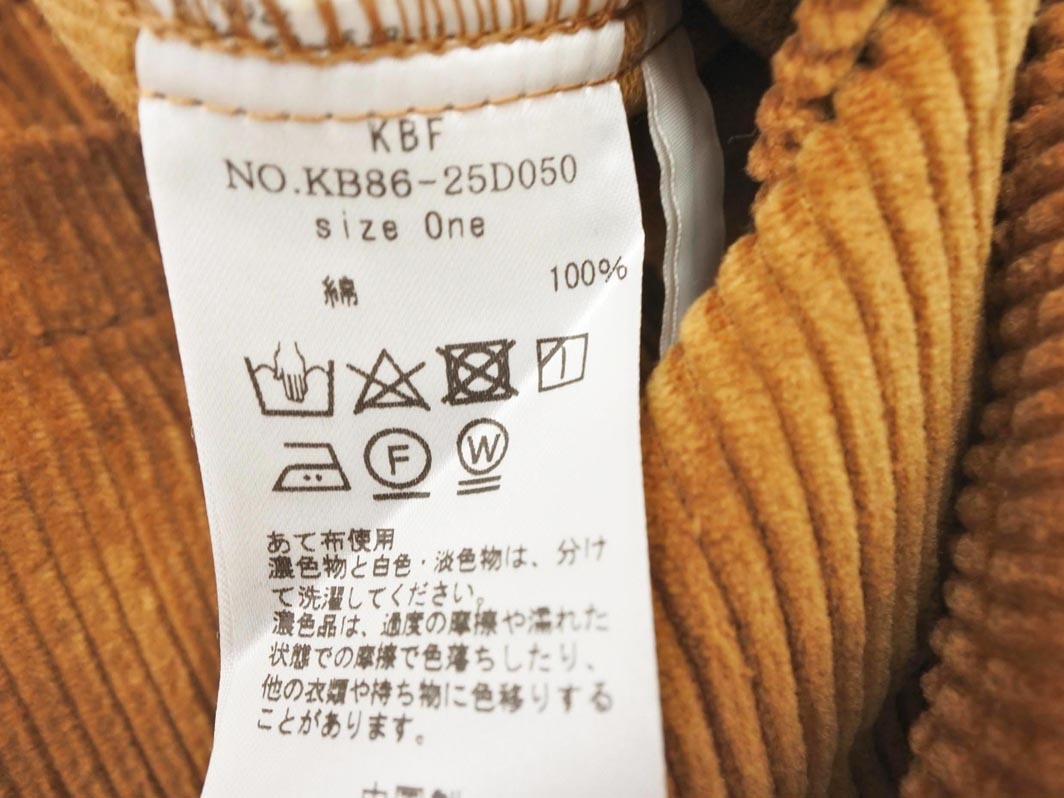 KBF
NO.KB86-25D050
size One
綿 100%
F W
あて布使用
濃色物と白色・淡色物は、分け
て洗濯してください。
濃色品は、過度の摩擦や濡れた
状態での摩擦で色落ちしたり、
他の衣類や持ち物に色移りする
ことがあります。